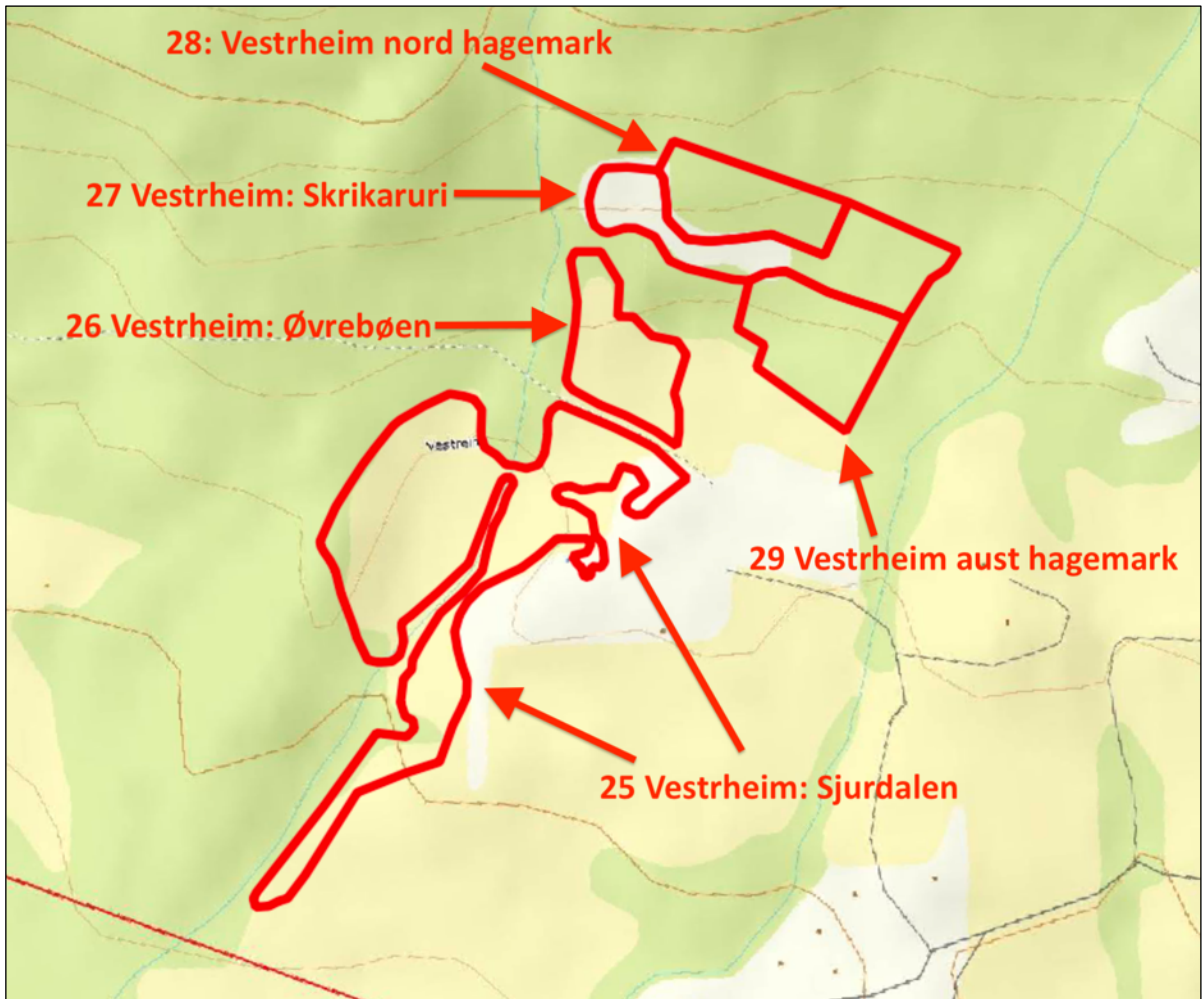 28: Vestrheim nord hagemark
27 Vestrheim: Skrikaruri
26 Vestrheim: Øvrebøen
29 Vestrheim aust hagemark
25 Vestrheim: Sjurdalen